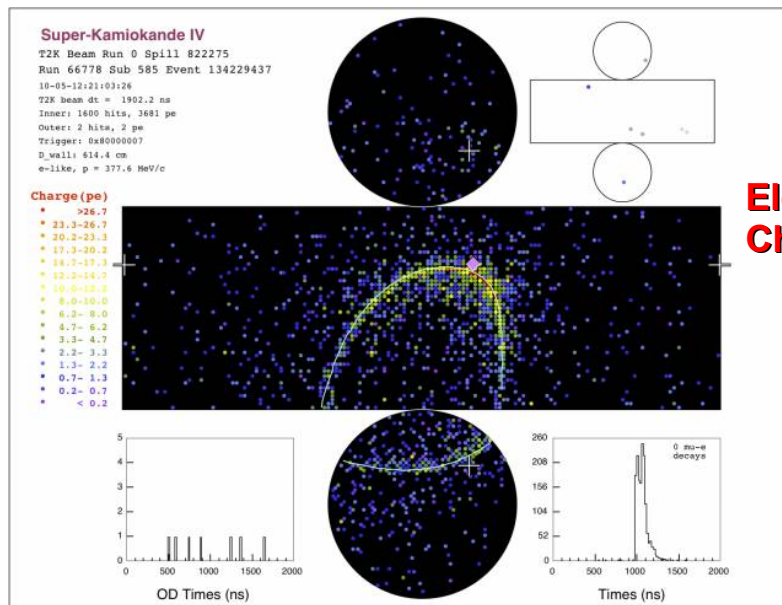 Super-Kamiokande IV
T2K Beam Run 0 Spill 822275
Run 66778 Sub 585 Event 134229437
10-05-12:21:03:26
T2K beam dt = 1902.2 ns
Inner: 1600 hits, 3681 pe
Outer: 2 hits, 2 pe
Trigger: 0x80000007
D_wall: 614.4 cm
e-like, p = 377.6 MeV/c
Charge(pe)
>26.7
23.3-26.7
20.2-23.3
17.3-20.2
14.7-17.3
12.2-14.7
10.0-12.2
8.0-10.0
6.2- 8.0
4.7- 6.2
3.3- 4.7
2.2- 3.3
1.3- 2.2
0.7- 1.3
0.2- 0.7
< 0.2
El
Ch
5
4
3
2
1
0
0 500 1000 1500 2000
OD Times (ns)
260
208
156
104
52
0
0 mu-e
decays
0 500 1000 1500 2000
Times (ns)